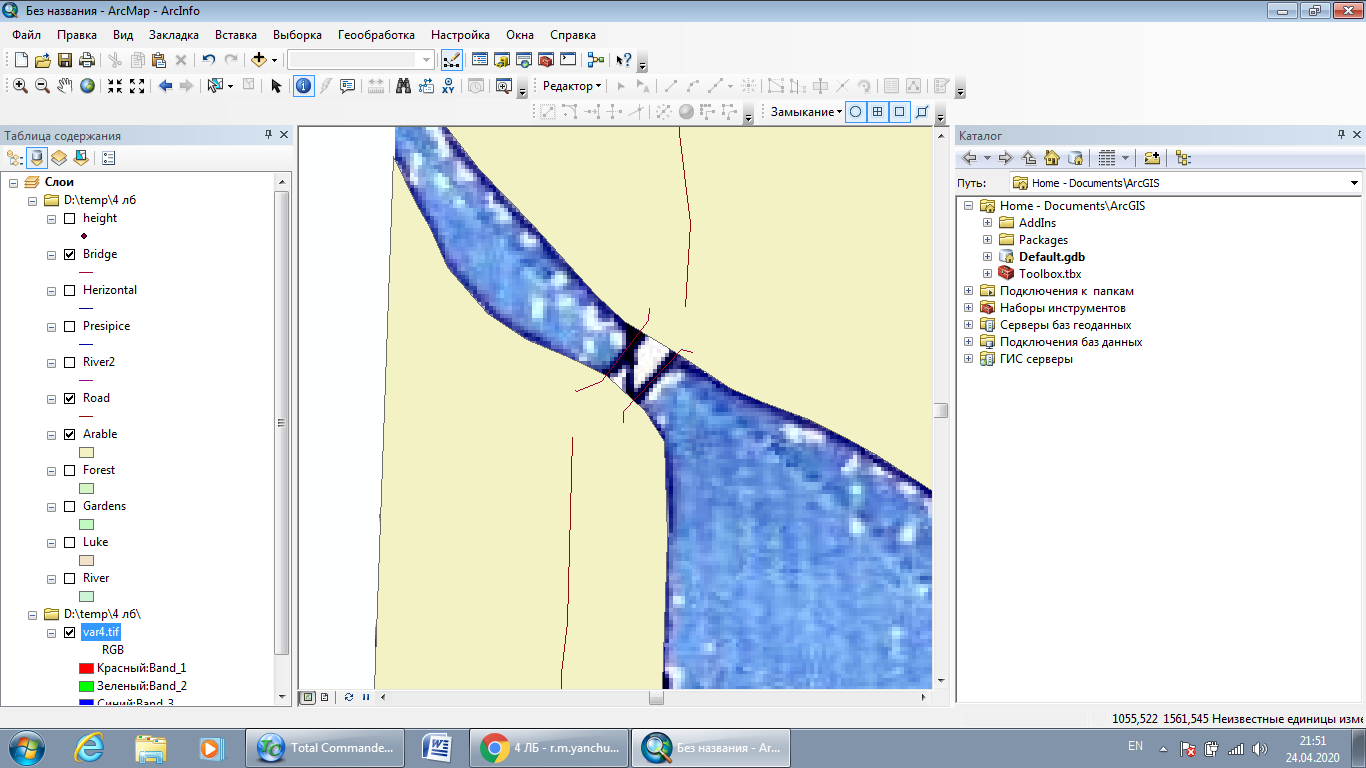 Без названия - ArcMap - ArcInfo
Файл Правка Вид Закладка Вставка Выборка Геообработка Настройка Окна Справка
Редактор
Замыкание
Таблица содержания
Слои
D:\temp\4 лб
height
Bridge
Herizontal
Presipice
River2
Road
Arable
Forest
Gardens
Luke
River
D:\temp\4 лб\
var4.tif
RGB
Красный:Band_1
Зеленый:Band_2
Синий:Band_3
Каталог
Путь: Home - Documents\ArcGIS
Home - Documents\ArcGIS
AddIns
Packages
Default.gdb
Toolbox.tbx
Подключения к папкам
Наборы инструментов
Серверы баз геоданных
Подключения баз данных
ГИС серверы
1055,522 1561,545 Неизвестные единицы изме
Total Commande...
4 ЛБ - r.m.yanchu...
Без названия - Ar...
EN
21:51
24.04.2020